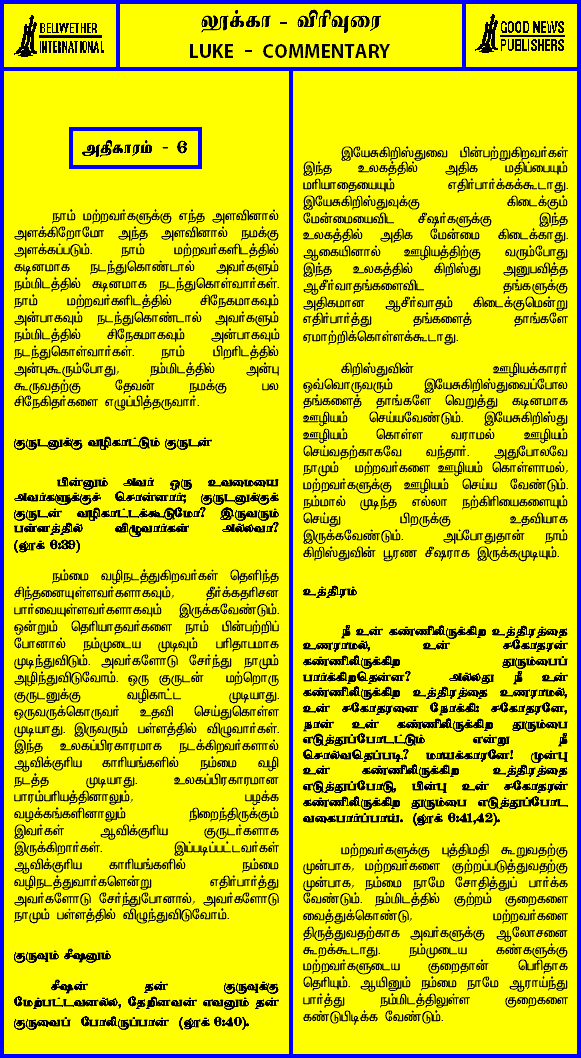 BELWETHER
INTERNATIONAL
லூக்கா - விரிவுரை
LUKE - COMMENTARY
GOOD NEWS
PUBLISHERS
அதிகாரம் - 6
நாம் மற்றவர்களுக்கு எந்த அளவினால்
அளக்கிறோமோ அந்த அளவினால் நமக்கு
அளக்கப்படும். நாம் மற்றவர்களிடத்தில்
கடினமாக நடந்துகொண்டால் அவர்களும்
நம்மிடத்தில் கடினமாக நடந்துகொள்வார்கள்.
நாம் மற்றவர்களிடத்தில் சிநேகமாகவும்
அன்பாகவும் நடந்துகொண்டால் அவர்களும்
நம்மிடத்தில் சிநேகமாகவும் அன்பாகவும்
நடந்துகொள்வார்கள். நாம் பிறரிடத்தில்
அன்புகூரும்போது, நம்மிடத்தில் அன்பு
கூருவதற்கு தேவன் நமக்கு பல
சிநேகிதர்களை எழுப்பித்தருவார்.
குருடனுக்கு வழிகாட்டும் குருடன்
பின்னும் அவர் ஒரு உவமையை
அவர்களுக்குச் சொன்னார்; குருடனுக்குக்
குருடன் வழிகாட்டக்கூடுமோ? இருவரும்
பள்ளத்தில் விழுவார்கள் அல்லவா?
(லூக் 6:39)
நம்மை வழிநடத்துகிறவர்கள் தெளிந்த
சிந்தனையுள்ளவர்களாகவும், தீர்க்கதரிசன
பார்வையுள்ளவர்களாகவும் இருக்கவேண்டும்.
ஒன்றும் தெரியாதவர்களை நாம் பின்பற்றிப்
போனால் நம்முடைய முடிவும் பரிதாபமாக
முடிந்துவிடும். அவர்களோடு சேர்ந்து நாமும்
அழிந்துவிடுவோம். ஒரு குருடன் மற்றொரு
குருடனுக்கு வழிகாட்ட முடியாது.
ஒருவருக்கொருவர் உதவி செய்துகொள்ள
முடியாது. இருவரும் பள்ளத்தில் விழுவார்கள்.
இந்த உலகப்பிரகாரமாக நடக்கிறவர்களால்
ஆவிக்குரிய காரியங்களில் நம்மை வழி
நடத்த முடியாது. உலகப்பிரகாரமான
பாரம்பரியத்தினாலும், பழக்க
வழக்கங்களினாலும் நிறைந்திருக்கும்
இவர்கள் ஆவிக்குரிய குருடர்களாக
இருக்கிறார்கள். இப்படிப்பட்டவர்கள்
ஆவிக்குரிய காரியங்களில் நம்மை
வழிநடத்துவார்களென்று எதிர்பார்த்து
அவர்களோடு சேர்ந்துபோனால், அவர்களோடு
நாமும் பள்ளத்தில் விழுந்துவிடுவோம்.
குருவும் சீஷனும்
சீஷன் தன் குருவுக்கு
மேற்பட்டவனல்ல, தேறினவன் எவனும் தன்
குருவைப் போலிருப்பான் (லூக் 6:40).
இயேசுகிறிஸ்துவை பின்பற்றுகிறவர்கள்
இந்த உலகத்தில் அதிக மதிப்பையும்
மரியாதையையும் எதிர்பார்க்கக்கூடாது.
இயேசுகிறிஸ்துவுக்கு கிடைக்கும்
மேன்மையைவிட சீஷர்களுக்கு இந்த
உலகத்தில் அதிக மேன்மை கிடைக்காது.
ஆகையினால் ஊழியத்திற்கு வரும்போது
இந்த உலகத்தில் கிறிஸ்து அனுபவித்த
ஆசீர்வாதங்களைவிட தங்களுக்கு
அதிகமான ஆசீர்வாதம் கிடைக்குமென்று
எதிர்பார்த்து தங்களைத் தாங்களே
ஏமாற்றிக்கொள்ளக்கூடாது.
கிறிஸ்துவின் ஊழியக்காரர்
ஒவ்வொருவரும் இயேசுகிறிஸ்துவைப்போல
தங்களைத் தாங்களே வெறுத்து கடினமாக
ஊழியம் செய்யவேண்டும். இயேசுகிறிஸ்து
ஊழியம் கொள்ள வராமல் ஊழியம்
செய்வதற்காகவே வந்தார். அதுபோலவே
நாமும் மற்றவர்களை ஊழியம் கொள்ளாமல்,
மற்றவர்களுக்கு ஊழியம் செய்ய வேண்டும்.
நம்மால் முடிந்த எல்லா நற்கிரியைகளையும்
செய்து பிறருக்கு உதவியாக
இருக்கவேண்டும். அப்போதுதான் நாம்
கிறிஸ்துவின் பூரண சீஷராக இருக்கமுடியும்.
உத்திரம்
நீ உன் கண்ணிலிருக்கிற உத்திரத்தை
உணராமல், உன் சகோதரன்
கண்ணிலிருக்கிற துரும்பைப்
பார்க்கிறதென்ன? அல்லது நீ உன்
கண்ணிலிருக்கிற உத்திரத்தை உணராமல்,
உன் சகோதரனை நோக்கி: சகோதரனே,
நான் உன் கண்ணிலிருக்கிற துரும்பை
எடுத்துப்போடட்டும் என்று நீ
சொல்வதெப்படி? மாயக்காரனே! முன்பு
உன் கண்ணிலிருக்கிற உத்திரத்தை
எடுத்துப்போடு, பின்பு உன் சகோதரன்
கண்ணிலிருக்கிற துரும்பை எடுத்துப்போட
வகைபார்ப்பாய். (லூக் 6:41,42).
மற்றவர்களுக்கு புத்திமதி கூறுவதற்கு
முன்பாக, மற்றவர்களை குற்றப்படுத்துவதற்கு
முன்பாக, நம்மை நாமே சோதித்துப் பார்க்க
வேண்டும். நம்மிடத்தில் குற்றம் குறைகளை
வைத்துக்கொண்டு, மற்றவர்களை
திருத்துவதற்காக அவர்களுக்கு ஆலோசனை
கூறக்கூடாது. நம்முடைய கண்களுக்கு
மற்றவர்களுடைய குறைதான் பெரிதாக
தெரியும். ஆயினும் நம்மை நாமே ஆராய்ந்து
பார்த்து நம்மிடத்திலுள்ள குறைகளை
கண்டுபிடிக்க வேண்டும்.